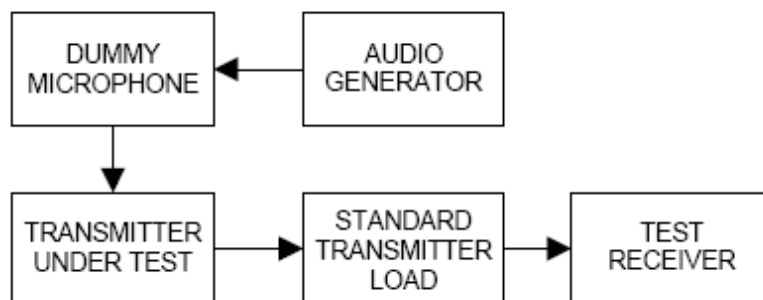 DUMMY
MICROPHONE
AUDIO
GENERATOR
TRANSMITTER
UNDER TEST
STANDARD
TRANSMITTER
LOAD
TEST
RECEIVER